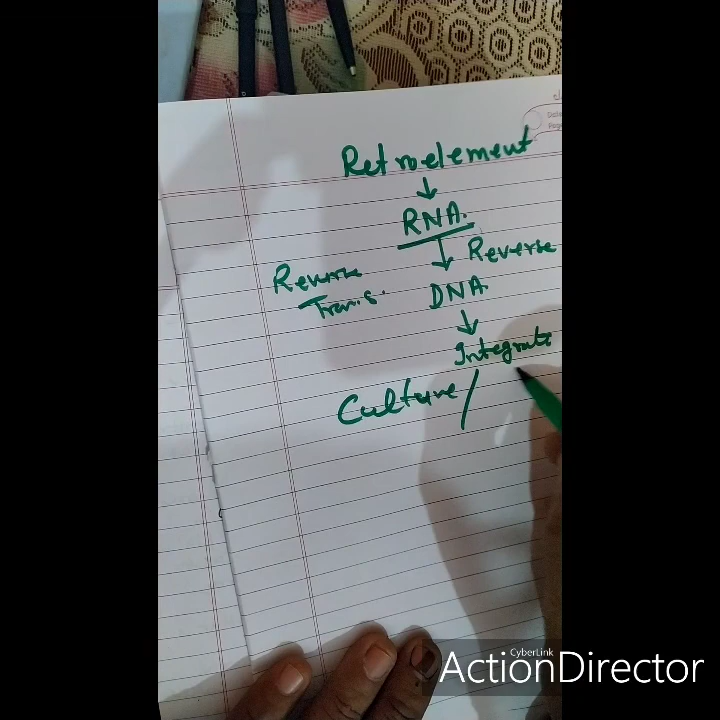 Retroelement
↓
RNA.
↓ Reverse
Reverse
Trans.
DNA.
↓
Integrate
Culture /
CyberLink
ActionDirector